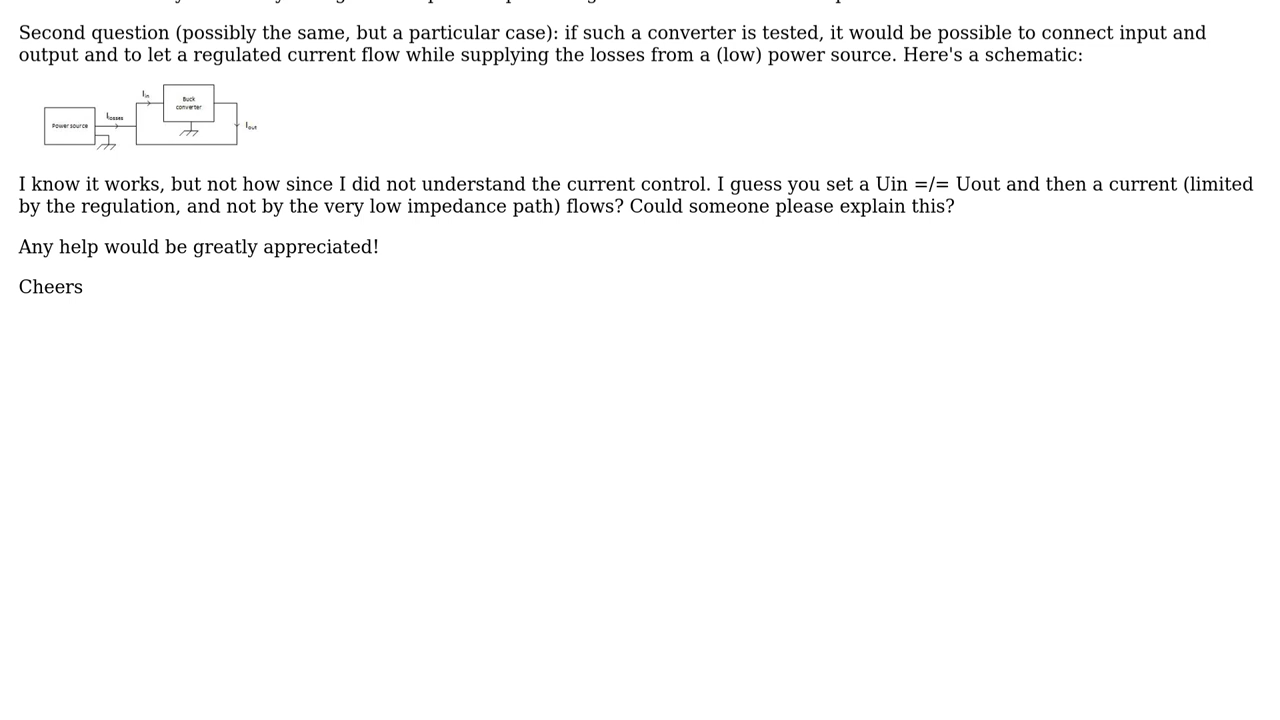 Second question (possibly the same, but a particular case): if such a converter is tested, it would be possible to connect input and
output and to let a regulated current flow while supplying the losses from a (low) power source. Here's a schematic:
Iin
Buck
converter
Ilosses
Power source
Iout
I know it works, but not how since I did not understand the current control. I guess you set a Uin =/= Uout and then a current (limited
by the regulation, and not by the very low impedance path) flows? Could someone please explain this?
Any help would be greatly appreciated!
Cheers